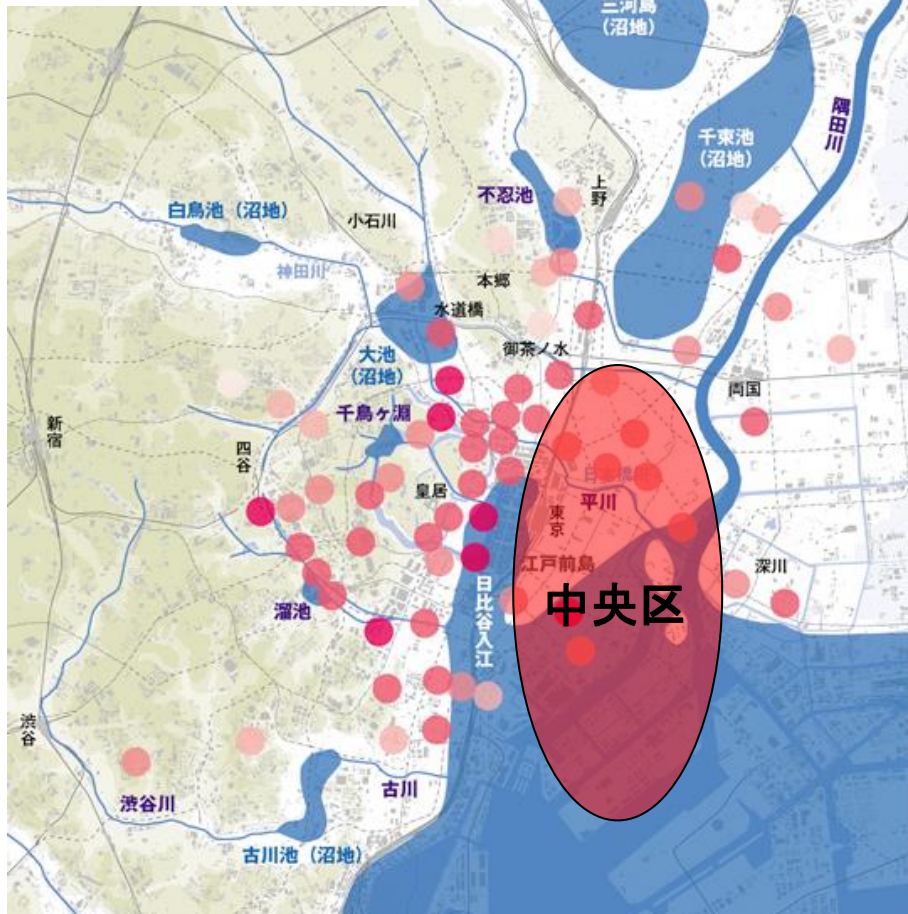 三河島
(沼地)
千束池
(沼地)
隅田川
上野
不忍池
小石川
白鳥池(沼地)
神田川
本郷
水道橋
御茶ノ水
大池
(沼地)
両国
千鳥ヶ淵
新宿
四谷
皇居
平川
東京
江戸前島
深川
日比谷入江
中央区
溜池
渋谷
渋谷川
古川
古川池(沼地)